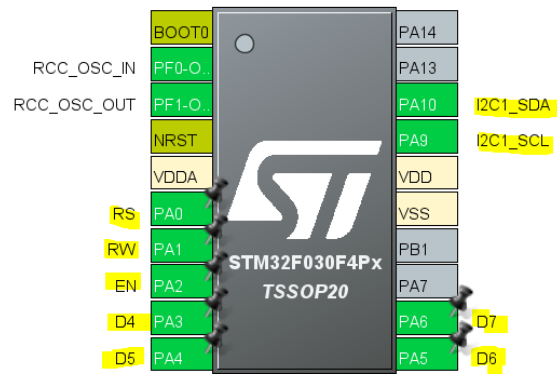 BOOT0 PA14
RCC_OSC_IN PF0-O.. PA13
RCC_OSC_OUT PF1-O.. PA10 I2C1_SDA
NRST PA9 I2C1_SCL
VDDA VDD
RS PA0 VSS
RW PA1 STM32F030F4Px PB1
EN PA2 TSSOP20 PA7
D4 PA3 PA6 D7
D5 PA4 PA5 D6